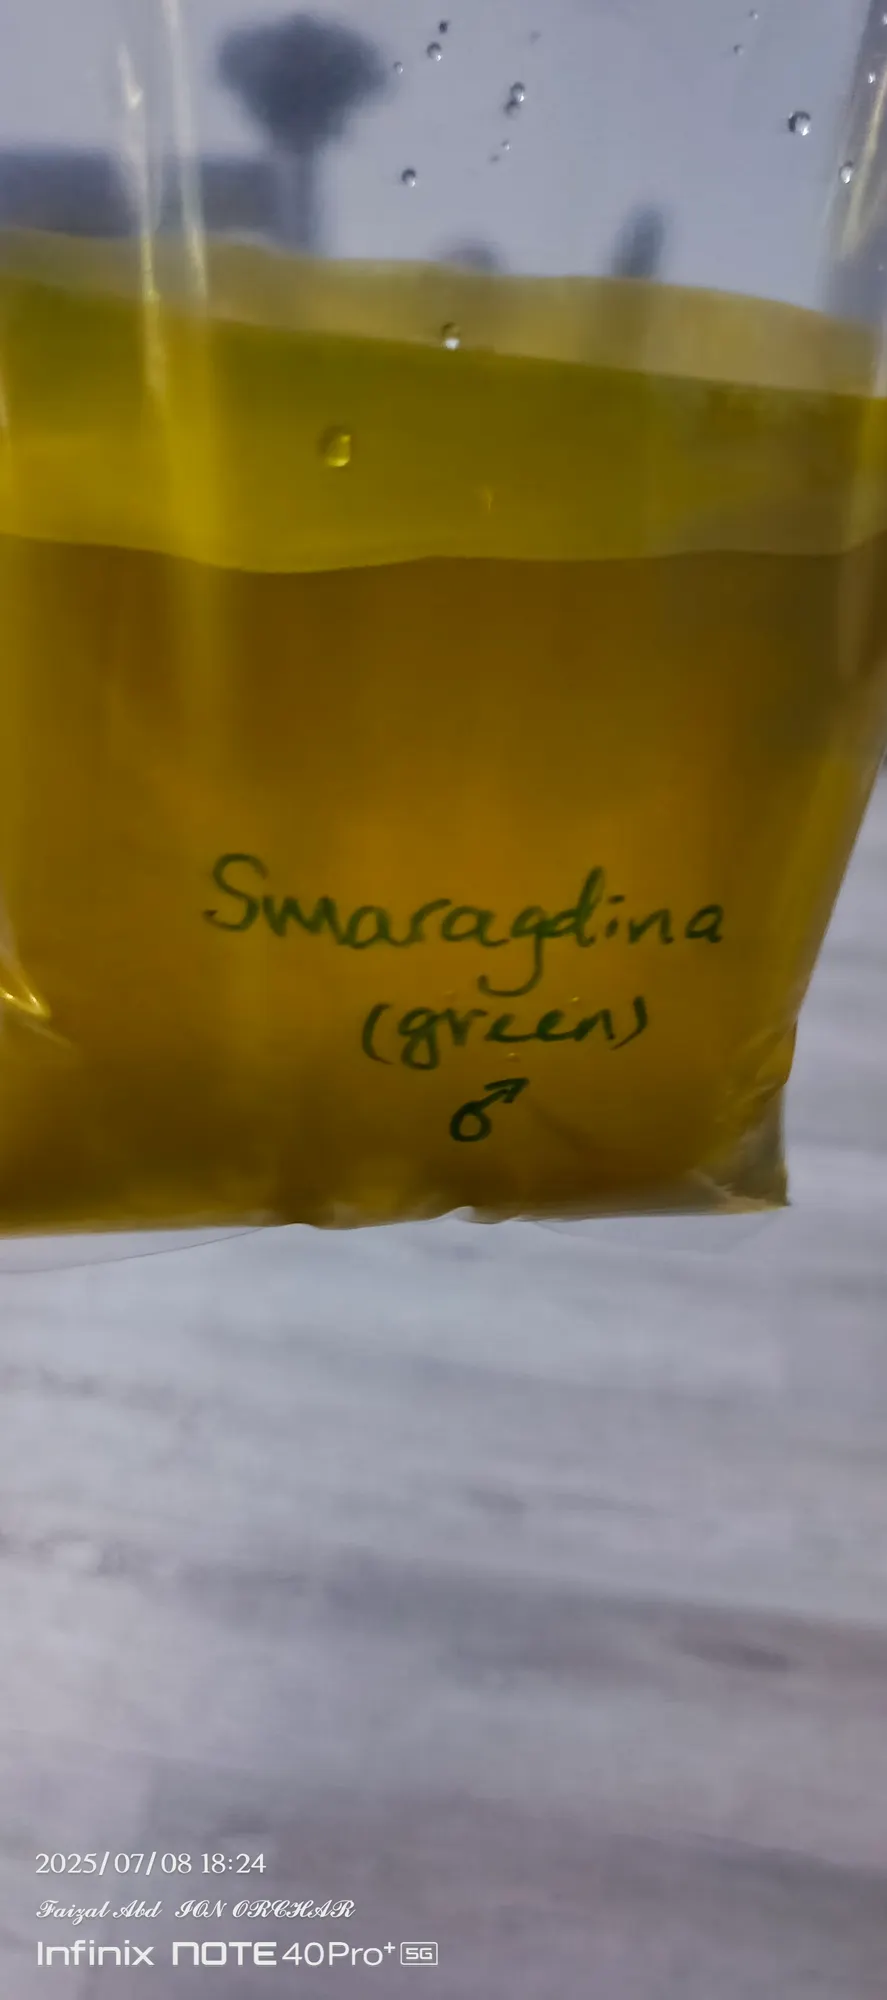 Smaragdina
(green)
♂
2025/07/08 18:24
Faizal Abd ION ORCHAR
Infinix NOTE 40Pro+ 5G